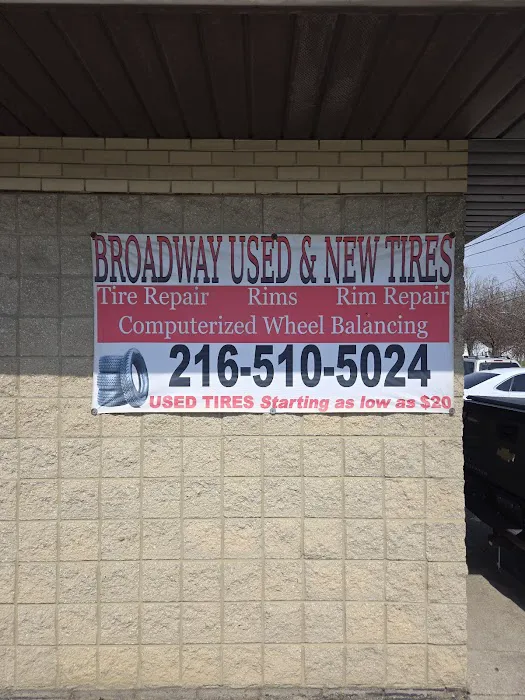 BROADWAY USED & NEW TIRES
Tire Repair Rims Rim Repair
Computerized Wheel Balancing
216-510-5024
USED TIRES Starting as low as $20